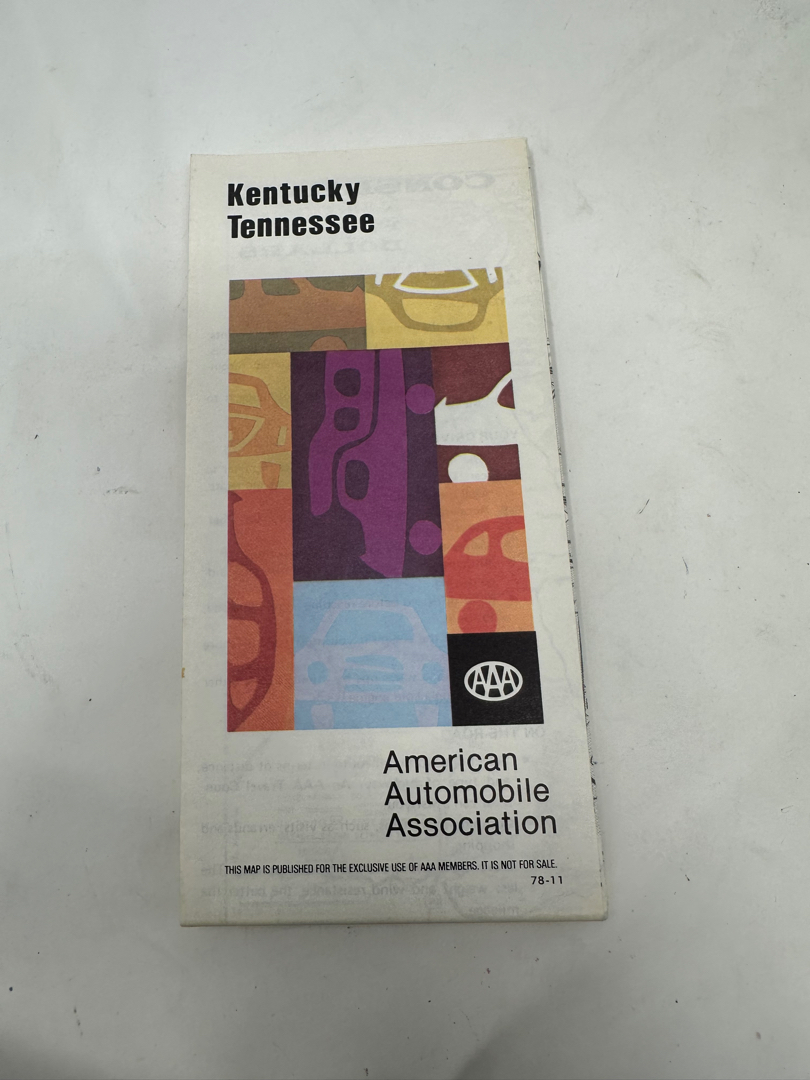 Kentucky
Tennessee
AAA
American
Automobile
Association
THIS MAP IS PUBLISHED FOR THE EXCLUSIVE USE OF AAA MEMBERS. IT IS NOT FOR SALE.
78-11